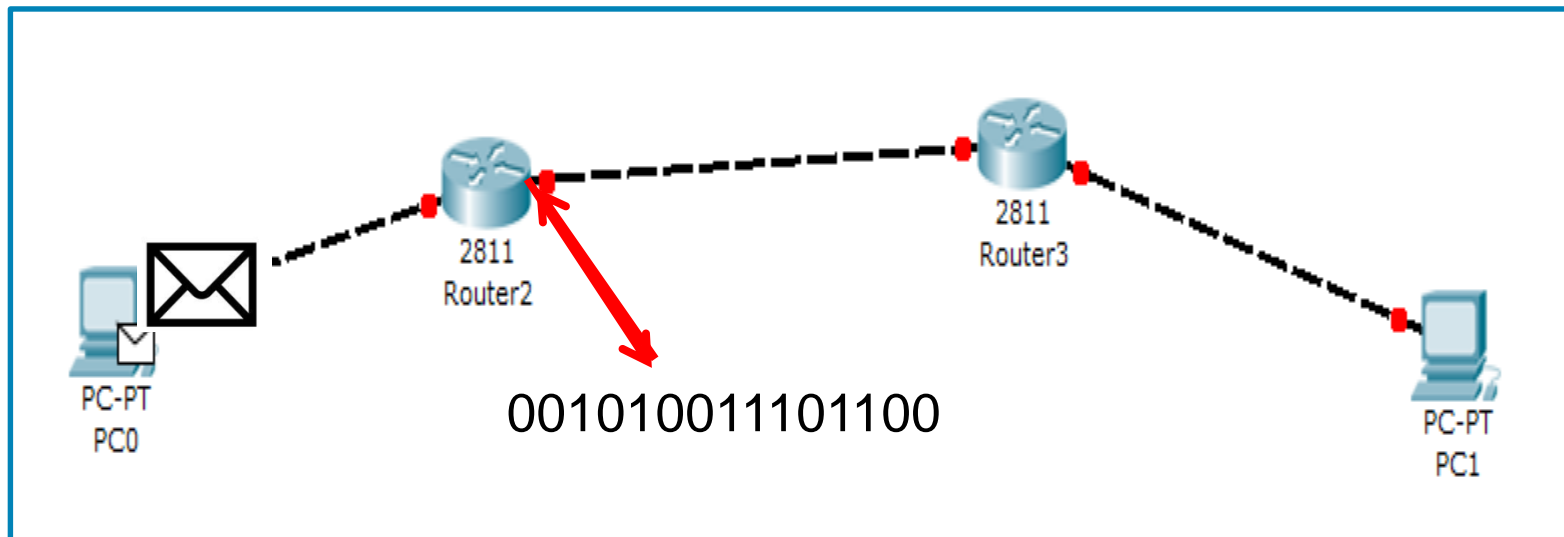 2811
Router2
2811
Router3
PC-PT
PC0
001010011101100
PC-PT
PC1